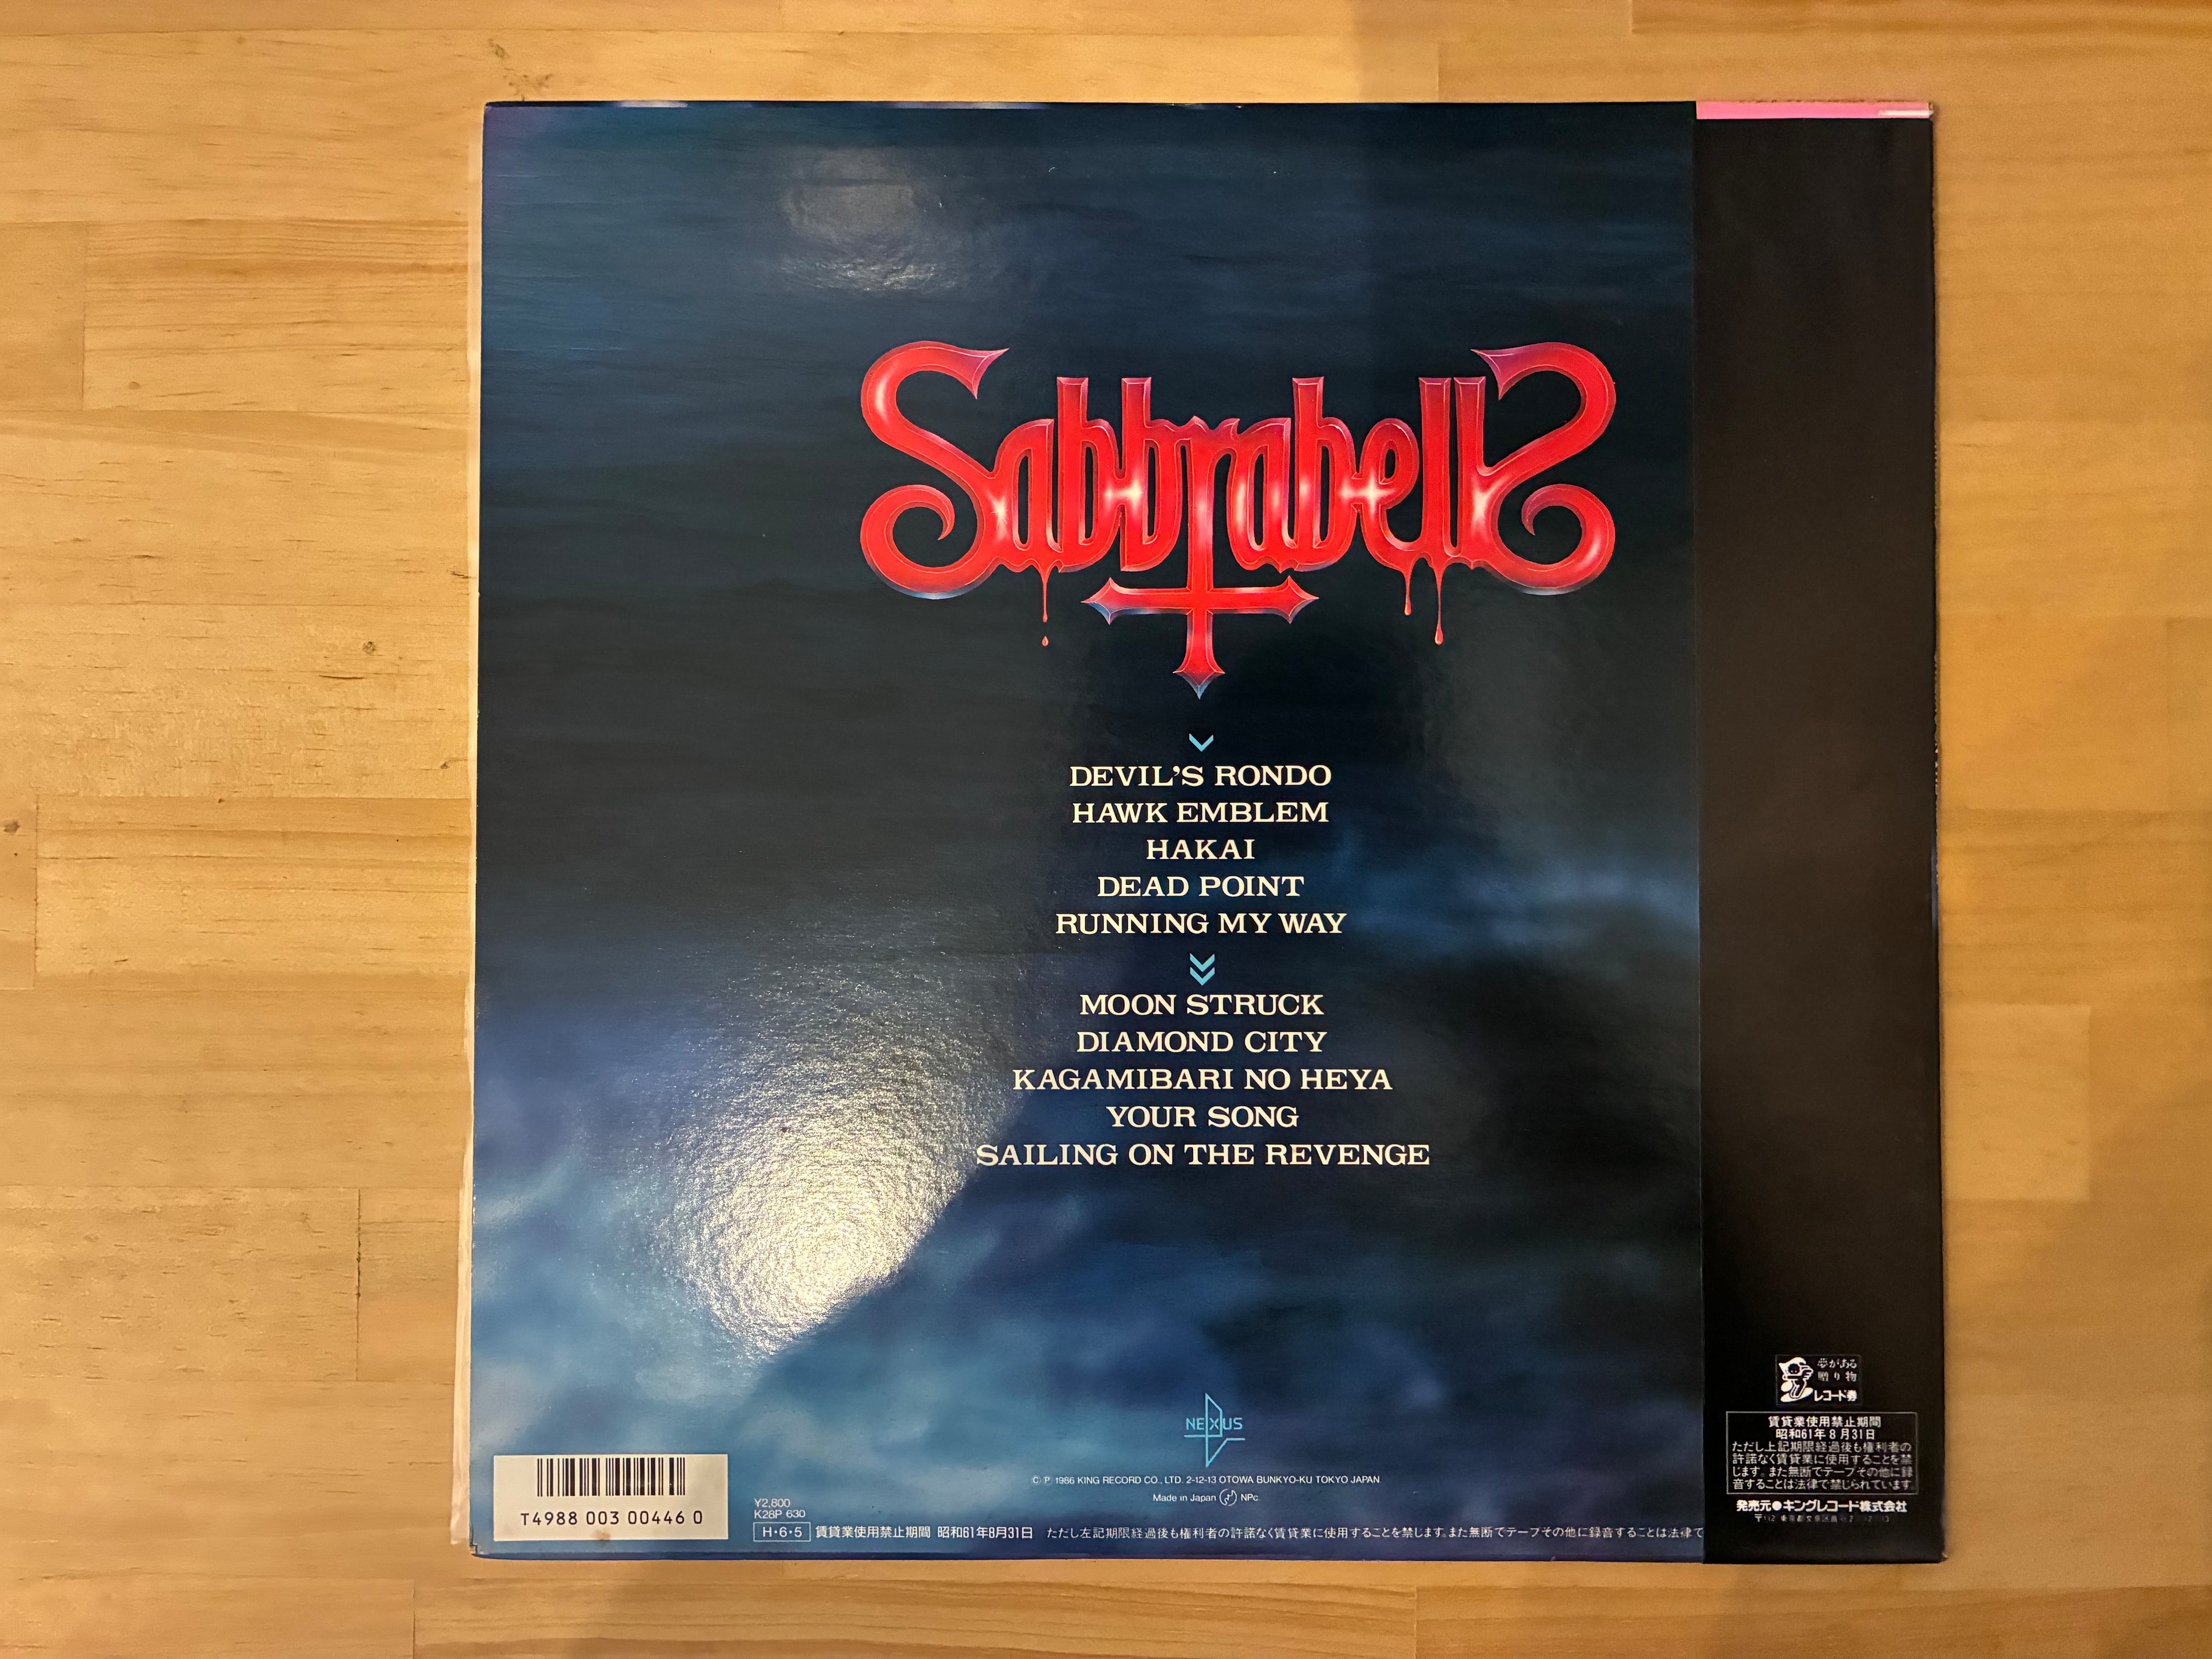 Sabbrabells
DEVIL'S RONDO
HAWK EMBLEM
HAKAI
DEAD POINT
RUNNING MY WAY
MOON STRUCK
DIAMOND CITY
KAGAMIBARI NO HEYA
YOUR SONG
SAILING ON THE REVENGE
NEXUS
© Ⓟ 1986 KING RECORD CO., LTD. 2-12-13 OTOWA BUNKYO-KU TOKYO JAPAN
Made in Japan NPc
T4988 003 00446 0
¥2,800
K28P 630
H・6・5 賃貸業使用禁止期間 昭和61年8月31日 ただし左記期限経過後も権利者の許諾なく賃貸業に使用することを禁じます。また無断でテープその他に録音することは法律で
夢がある
贈り物
レコード券
賃貸業使用禁止期間
昭和61年8月31日
ただし上記期限経過後も権利者の
許諾なく賃貸業に使用することを禁
じます。また無断でテープその他に録
音することは法律で禁じられています。
発売元●キングレコード株式会社